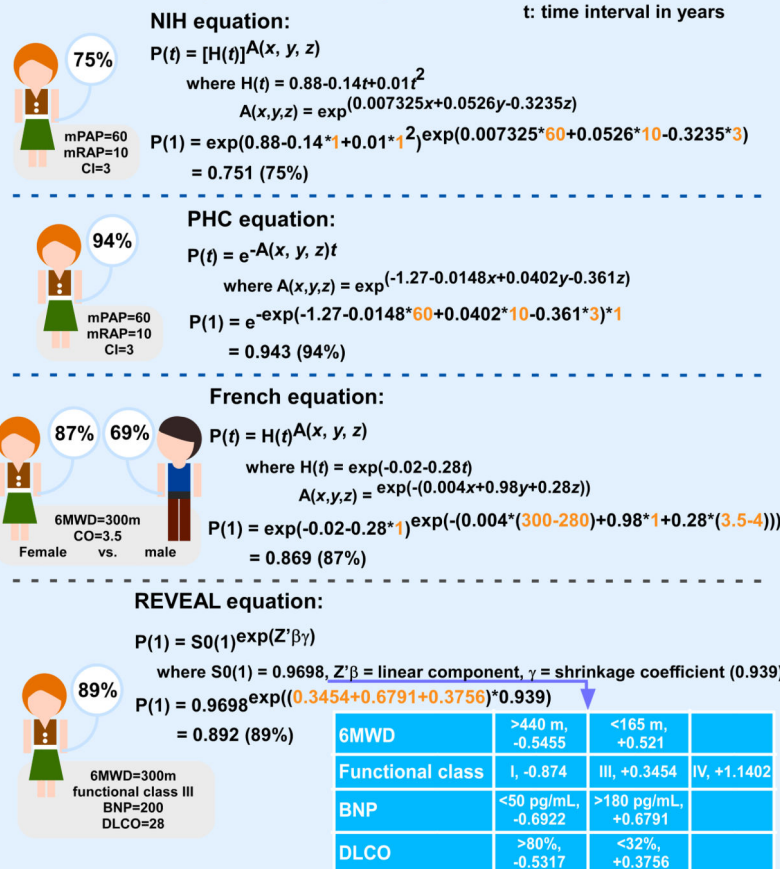 t: time interval in years
NIH equation:
P(t) = [H(t)]^A(x, y, z)
where H(t) = 0.88-0.14t+0.01t^2
A(x,y,z) = exp^(0.007325x+0.0526y-0.3235z)
P(1) = exp(0.88-0.14*1+0.01*1^2)^exp(0.007325*60+0.0526*10-0.3235*3)
= 0.751 (75%)
75%
mPAP=60
mRAP=10
CI=3
PHC equation:
P(t) = e^-A(x, y, z)t
where A(x,y,z) = exp^(-1.27-0.0148x+0.0402y-0.361z)
P(1) = e^-exp(-1.27-0.0148*60+0.0402*10-0.361*3)*1
= 0.943 (94%)
94%
mPAP=60
mRAP=10
CI=3
French equation:
P(t) = H(t)^A(x, y, z)
where H(t) = exp(-0.02-0.28t)
A(x,y,z) = exp(-(0.004x+0.98y+0.28z))
P(1) = exp(-0.02-0.28*1)^exp(-(0.004*(300-280)+0.98*1+0.28*(3.5-4)))
= 0.869 (87%)
87% 69%
6MWD=300m
CO=3.5
Female vs. male
REVEAL equation:
P(1) = S0(1)^exp(Z'βγ)
where S0(1) = 0.9698, Z'β = linear component, γ = shrinkage coefficient (0.939)
P(1) = 0.9698^exp((0.3454+0.6791+0.3756)*0.939)
= 0.892 (89%)
89%
6MWD=300m
functional class III
BNP=200
DLCO=28
6MWD >440 m, -0.5455 <165 m, +0.521
Functional class I, -0.874 III, +0.3454 IV, +1.1402
BNP <50 pg/mL, -0.6922 >180 pg/mL, +0.6791
DLCO >80%, -0.5317 <32%, +0.3756